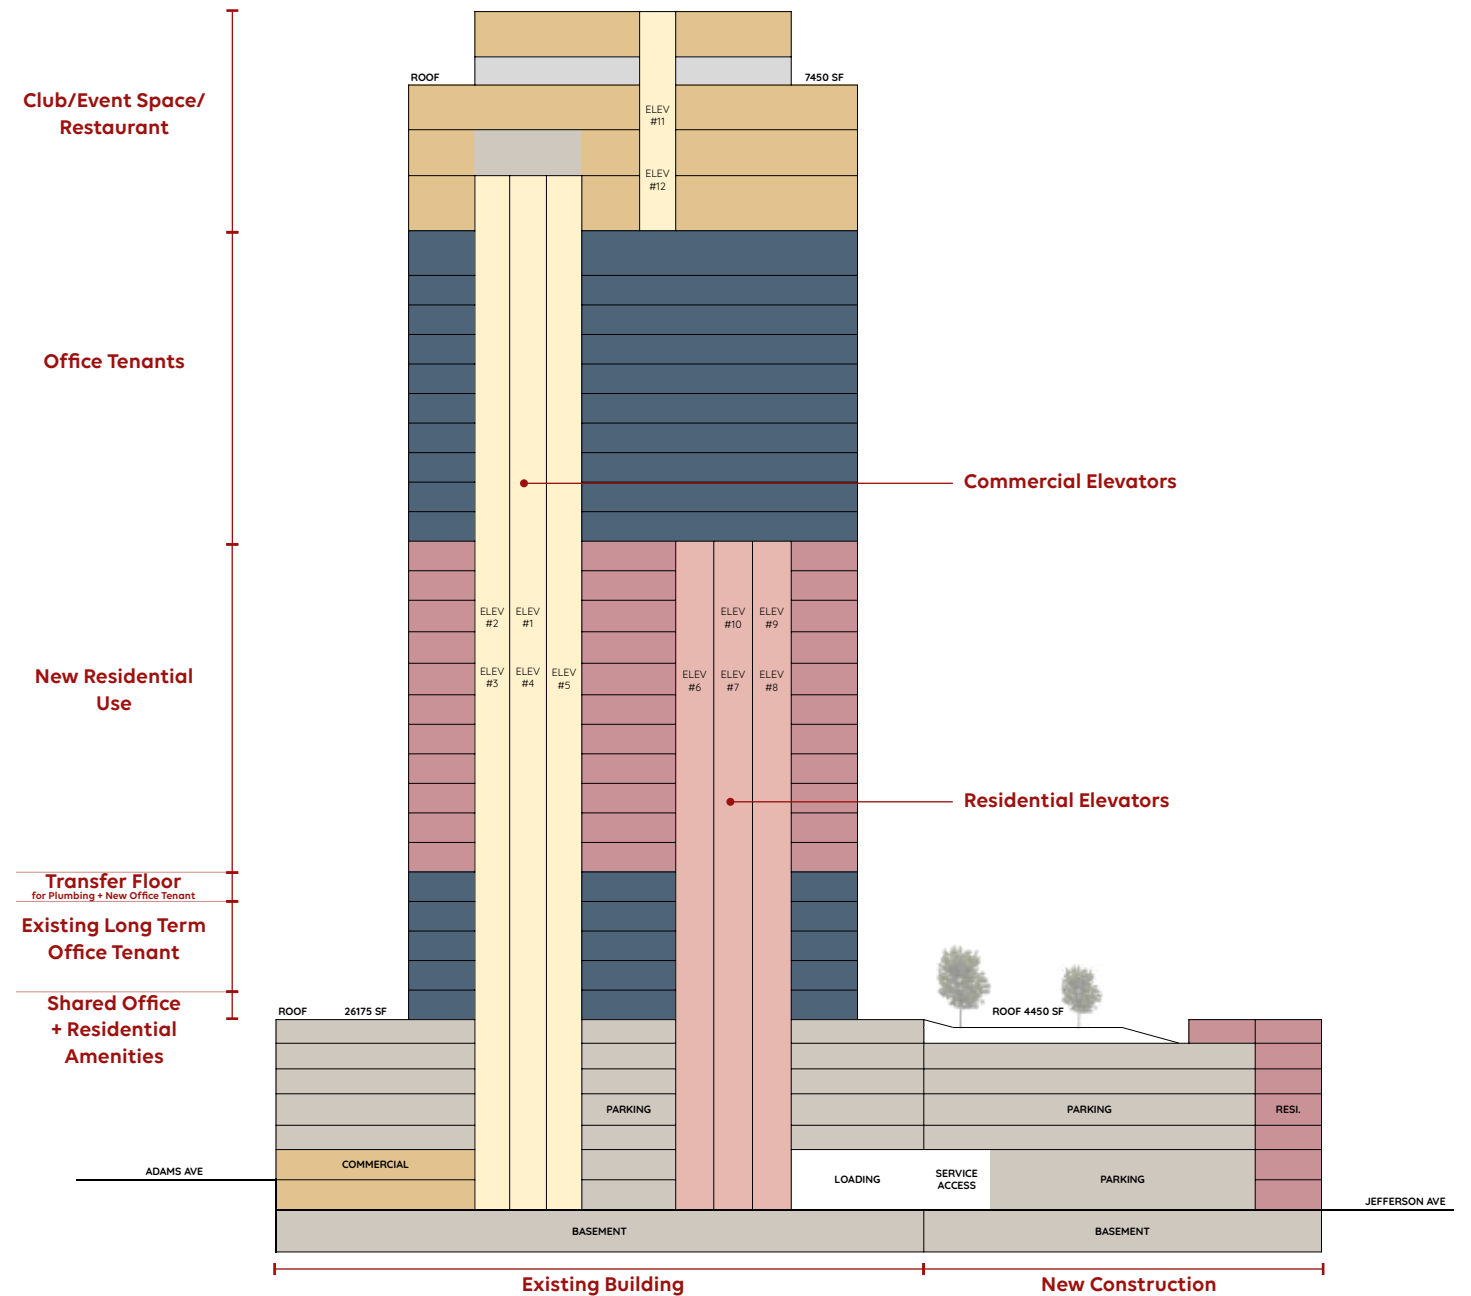 ROOF
7450 SF
Club/Event Space/
Restaurant
ELEV
#11
ELEV
#12
Office Tenants
Commercial Elevators
ELEV
#2
ELEV
#1
ELEV
#10
ELEV
#9
New Residential
Use
ELEV
#3
ELEV
#4
ELEV
#5
ELEV
#6
ELEV
#7
ELEV
#8
Residential Elevators
Transfer Floor
for Plumbing + New Office Tenant
Existing Long Term
Office Tenant
Shared Office
+ Residential
Amenities
ROOF
26175 SF
ROOF 4450 SF
PARKING
PARKING
RESI.
COMMERCIAL
ADAMS AVE
LOADING
SERVICE
ACCESS
PARKING
JEFFERSON AVE
BASEMENT
BASEMENT
Existing Building
New Construction